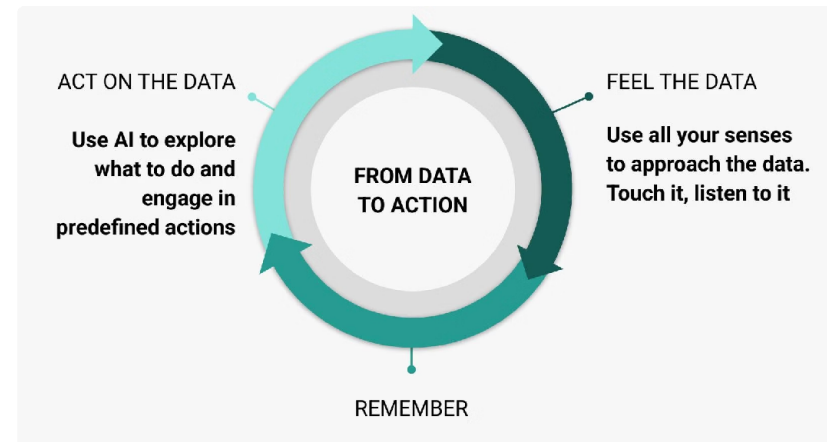 ACT ON THE DATA
Use AI to explore
what to do and
engage in
predefined actions
FROM DATA
TO ACTION
FEEL THE DATA
Use all your senses
to approach the data.
Touch it, listen to it
REMEMBER